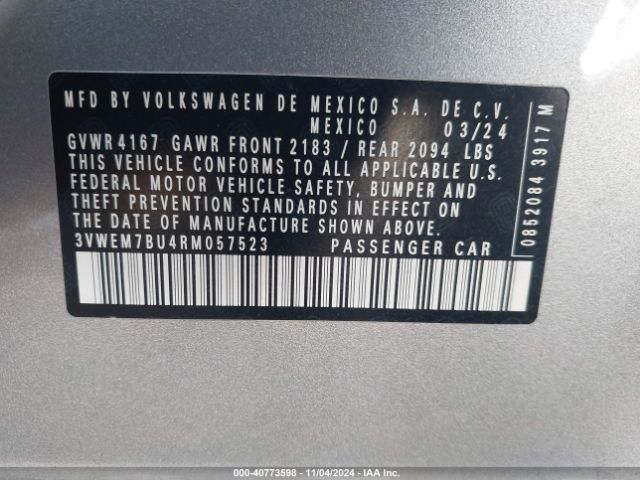 MFD BY VOLKSWAGEN DE MEXICO S.A. DE C.V.
MEXICO 03/24
GVWR 4167 GAWR FRONT 2183 / REAR 2094 LBS
THIS VEHICLE CONFORMS TO ALL APPLICABLE U.S.
FEDERAL MOTOR VEHICLE SAFETY, BUMPER AND
THEFT PREVENTION STANDARDS IN EFFECT ON
THE DATE OF MANUFACTURE SHOWN ABOVE.
3VWEM7BU4RM057523 PASSENGER CAR
0852084 3917 M
000-40773598 - 11/04/2024 - IAA Inc.